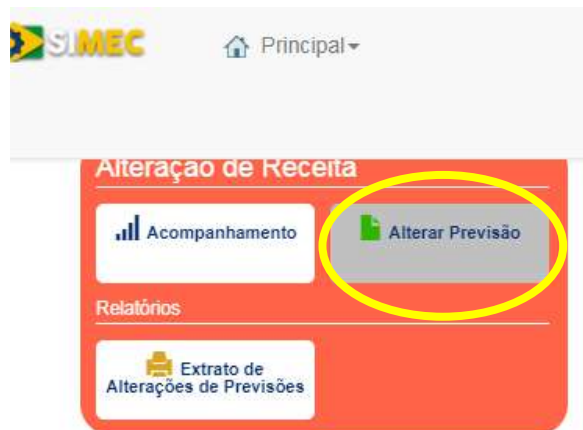 SIMEC Principal
Alteração de Receita
Acompanhamento Alterar Previsão
Relatórios
Extrato de
Alterações de Previsões